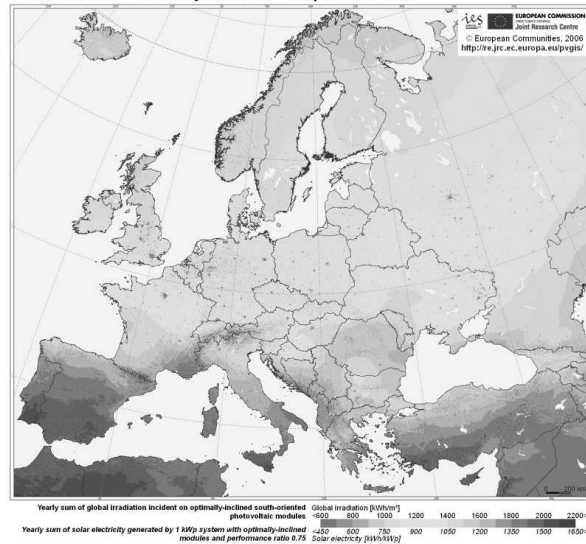 ies
EUROPEAN COMMISSION
Joint Research Centre
© European Communities, 2006
http://re.jrc.ec.europa.eu/pvgis/
0 200 km
Yearly sum of global irradiation incident on optimally-inclined south-oriented
photovoltaic modules
Global irradiation [kWh/m²]
<600 800 1000 1200 1400 1600 1800 2000 2200>
Yearly sum of solar electricity generated by 1 kWp system with optimally-inclined
modules and performance ratio 0.75
<450 600 750 900 1050 1200 1350 1500 1650>
Solar electricity [kWh/kWp]